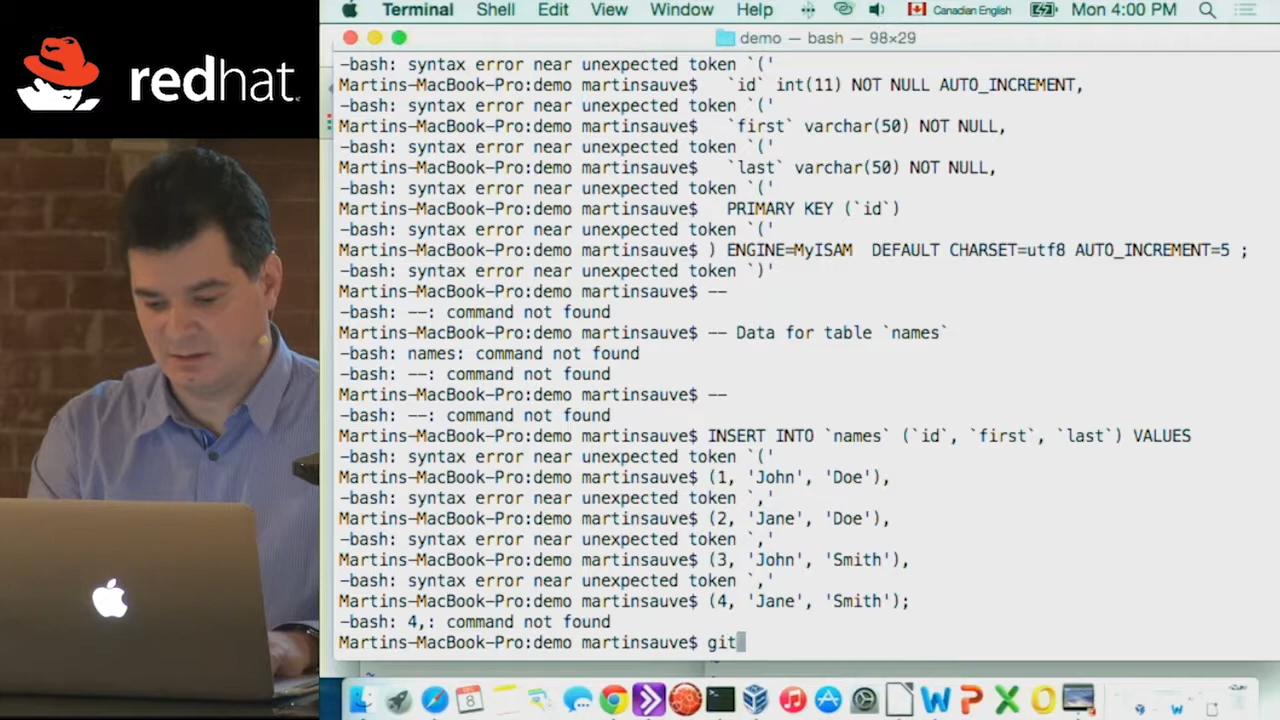 redhat.
Terminal Shell Edit View Window Help Canadian English Mon 4:00 PM
demo — bash — 98×29
-bash: syntax error near unexpected token `('
Martins-MacBook-Pro:demo martinsauve$   `id` int(11) NOT NULL AUTO_INCREMENT,
-bash: syntax error near unexpected token `('
Martins-MacBook-Pro:demo martinsauve$   `first` varchar(50) NOT NULL,
-bash: syntax error near unexpected token `('
Martins-MacBook-Pro:demo martinsauve$   `last` varchar(50) NOT NULL,
-bash: syntax error near unexpected token `('
Martins-MacBook-Pro:demo martinsauve$   PRIMARY KEY (`id`)
-bash: syntax error near unexpected token `('
Martins-MacBook-Pro:demo martinsauve$ ) ENGINE=MyISAM  DEFAULT CHARSET=utf8 AUTO_INCREMENT=5 ;
-bash: syntax error near unexpected token `)'
Martins-MacBook-Pro:demo martinsauve$ --
-bash: --: command not found
Martins-MacBook-Pro:demo martinsauve$ -- Data for table `names`
-bash: names: command not found
-bash: --: command not found
Martins-MacBook-Pro:demo martinsauve$ --
-bash: --: command not found
Martins-MacBook-Pro:demo martinsauve$ INSERT INTO `names` (`id`, `first`, `last`) VALUES
-bash: syntax error near unexpected token `('
Martins-MacBook-Pro:demo martinsauve$ (1, 'John', 'Doe'),
-bash: syntax error near unexpected token `,'
Martins-MacBook-Pro:demo martinsauve$ (2, 'Jane', 'Doe'),
-bash: syntax error near unexpected token `,'
Martins-MacBook-Pro:demo martinsauve$ (3, 'John', 'Smith'),
-bash: syntax error near unexpected token `,'
Martins-MacBook-Pro:demo martinsauve$ (4, 'Jane', 'Smith');
-bash: 4,: command not found
Martins-MacBook-Pro:demo martinsauve$ git